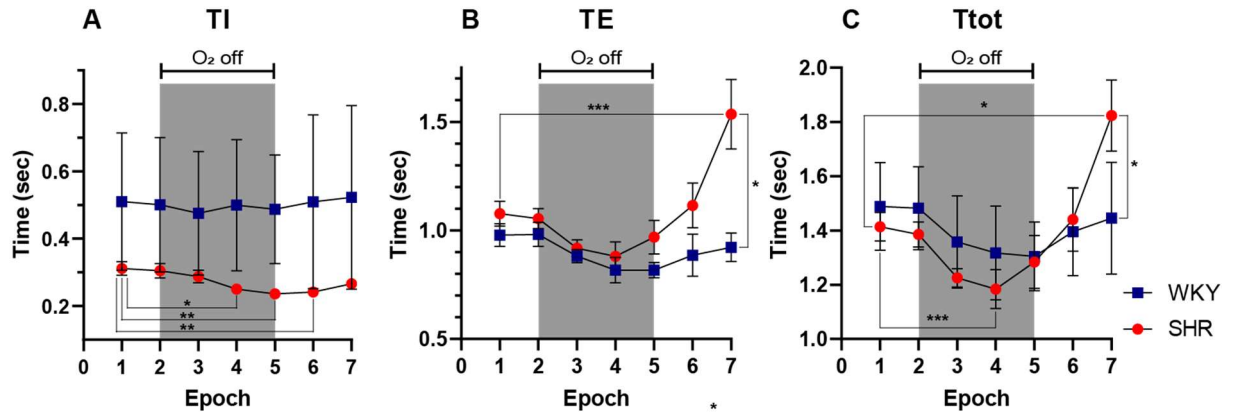 A TI B TE C Ttot
O₂ off O₂ off O₂ off
Time (sec)
0.8
0.6
0.4
0.2
*
**
**
0 1 2 3 4 5 6 7
Epoch
Time (sec)
1.5
1.0
0.5
***
*
0 1 2 3 4 5 6 7
Epoch
*
Time (sec)
2.0
1.8
1.6
1.4
1.2
1.0
*
*
***
0 1 2 3 4 5 6 7
Epoch
WKY
SHR